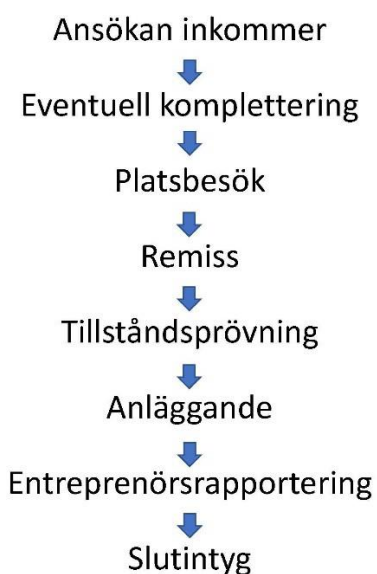 Ansökan inkommer
Eventuell komplettering
Platsbesök
Remiss
Tillståndsprövning
Anläggande
Entreprenörsrapportering
Slutintyg